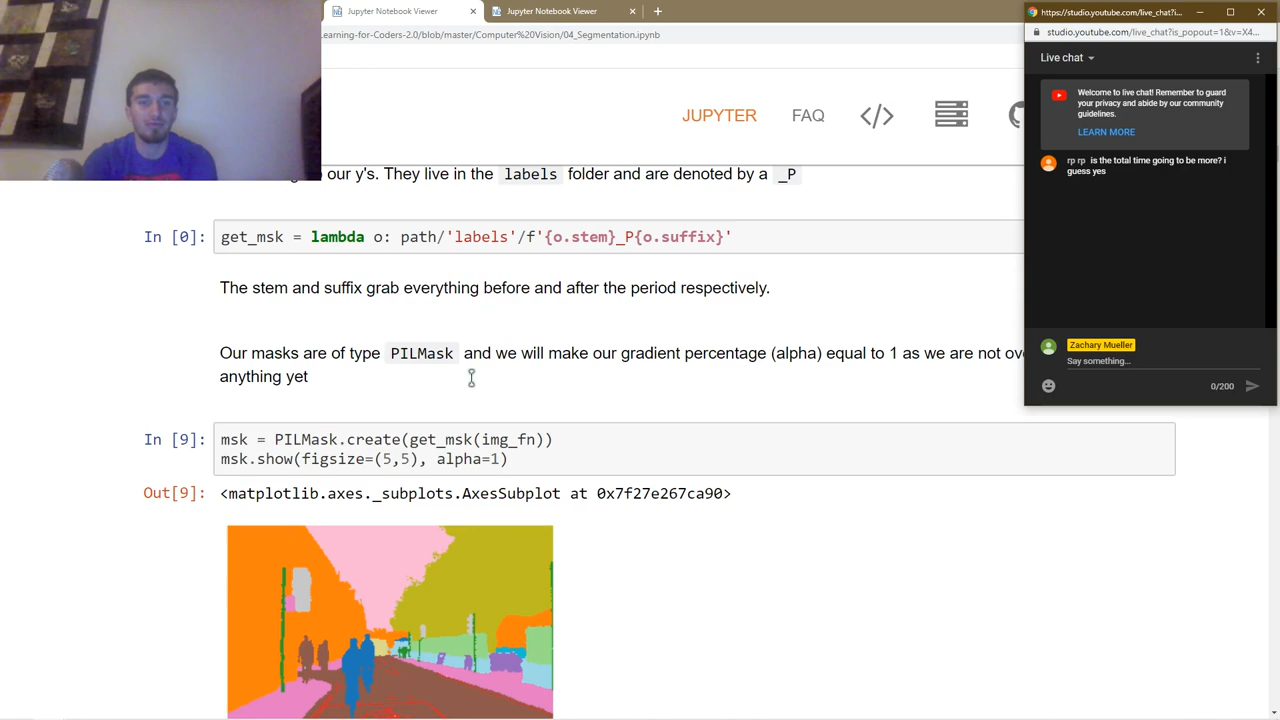 Jupyter Notebook Viewer
Jupyter Notebook Viewer
https://studio.youtube.com/live_chat?i...
Learning-for-Coders-2.0/blob/master/Computer%20Vision/04_Segmentation.ipynb
studio.youtube.com/live_chat?is_popout=1&v=X4...
JUPYTER FAQ
Live chat
Welcome to live chat! Remember to guard
your privacy and abide by our community
guidelines.
LEARN MORE
rp rp is the total time going to be more? i
guess yes
our y's. They live in the labels folder and are denoted by a _P
In [0]: get_msk = lambda o: path/'labels'/f'{o.stem}_P{o.suffix}'
The stem and suffix grab everything before and after the period respectively.
Our masks are of type PILMask and we will make our gradient percentage (alpha) equal to 1 as we are not
anything yet
Zachary Mueller
Say something...
0/200
In [9]: msk = PILMask.create(get_msk(img_fn))
msk.show(figsize=(5,5), alpha=1)
Out[9]: <matplotlib.axes._subplots.AxesSubplot at 0x7f27e267ca90>